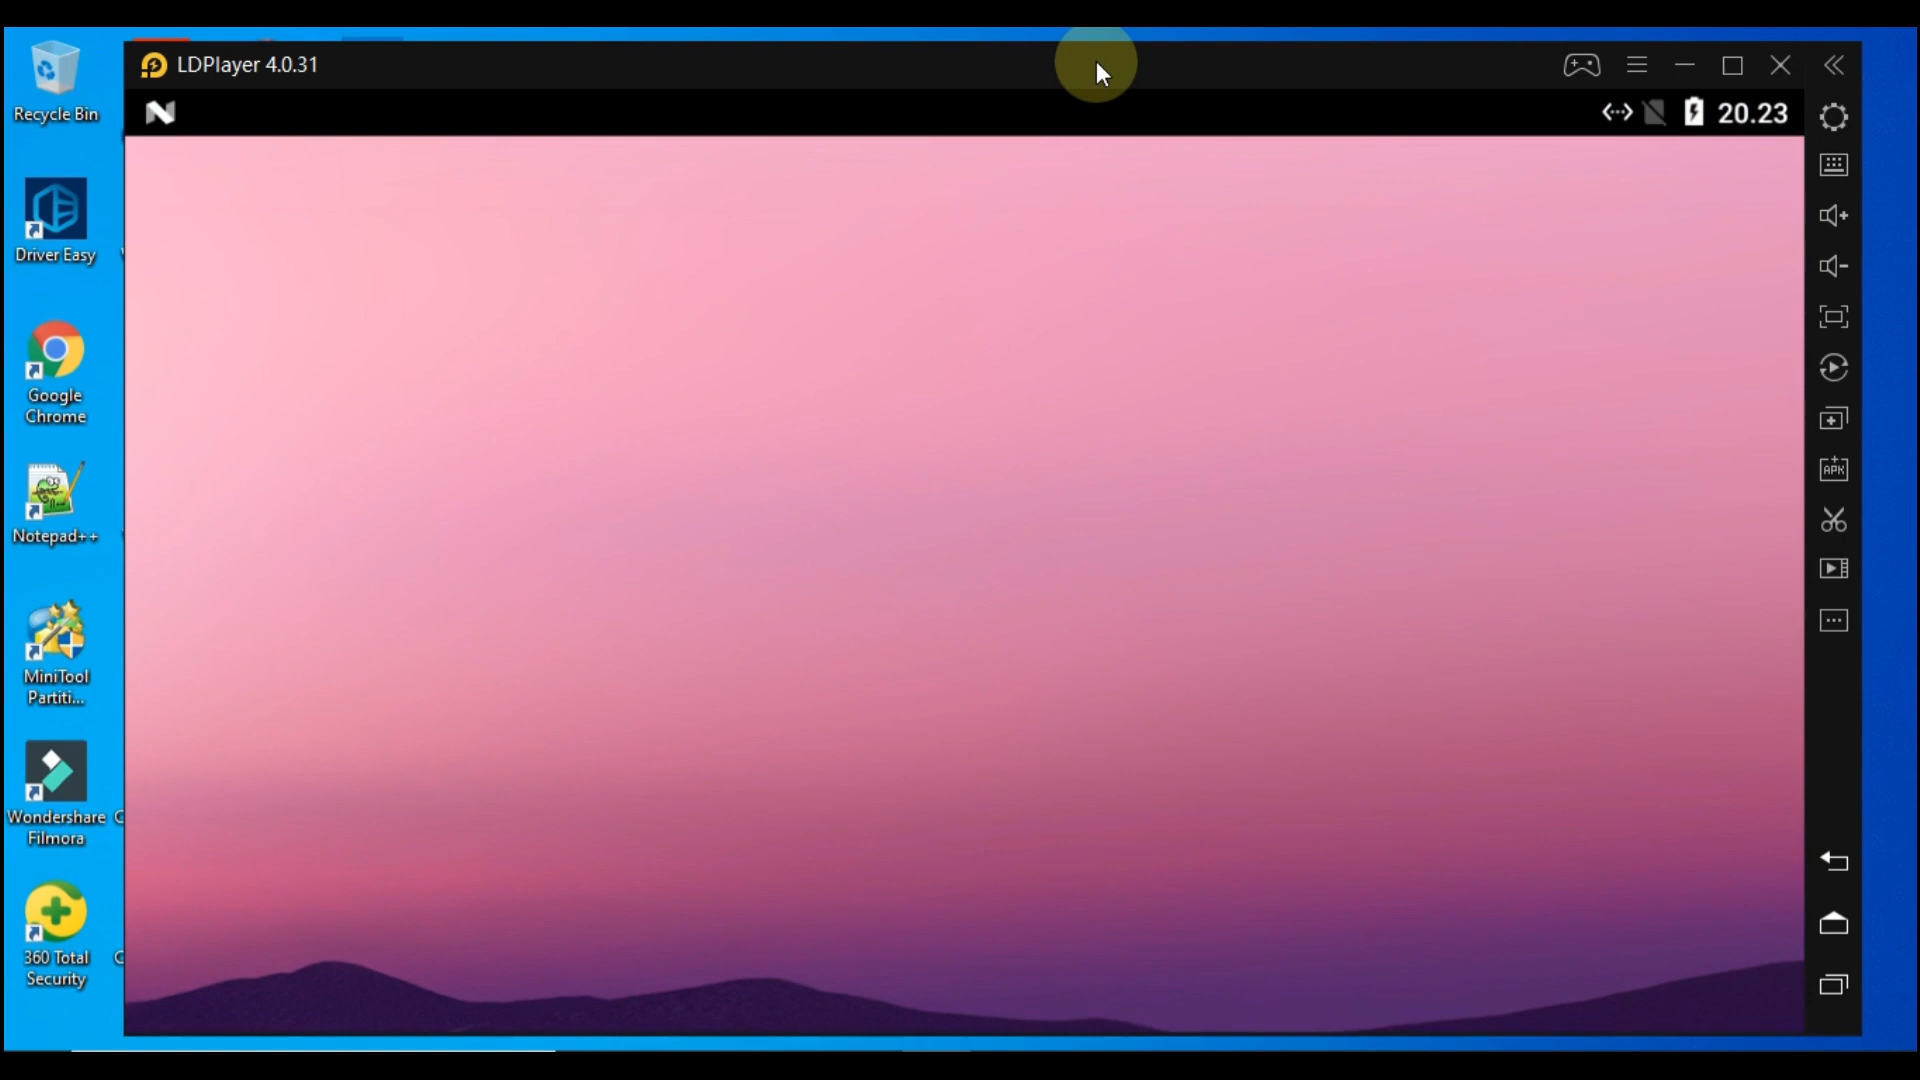 LDPlayer 4.0.31
20.23
Recycle Bin
Driver Easy
Google
Chrome
Notepad++
MiniTool
Partiti...
Wondershare
Filmora
360 Total
Security
APK